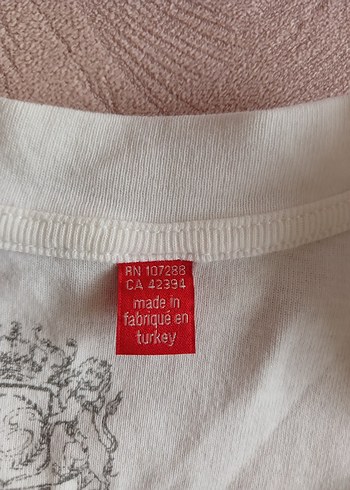 RN 107288
CA 42394
made in
fabriqué en
turkey